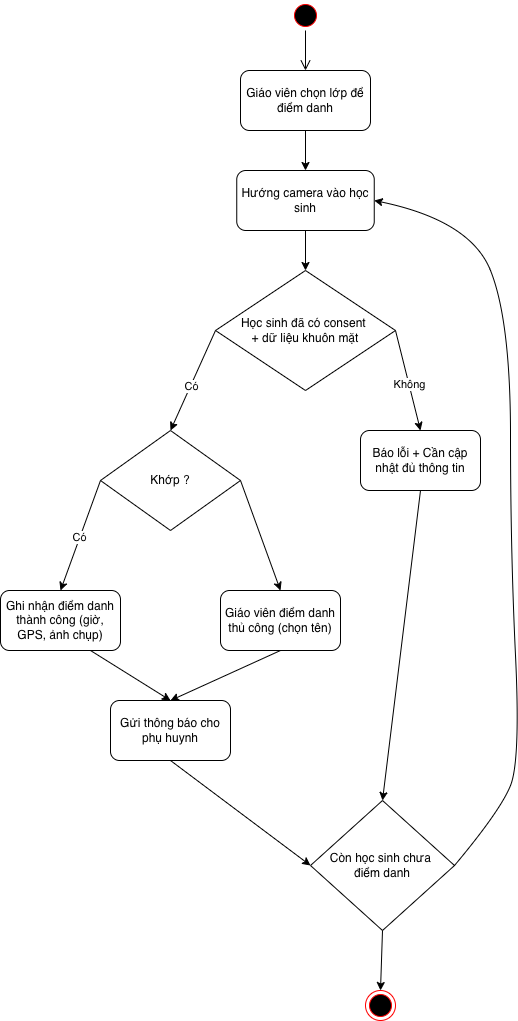 Giáo viên chọn lớp để
điểm danh
Hướng camera vào học
sinh
Học sinh đã có consent
+ dữ liệu khuôn mặt
Có
Không
Báo lỗi + Cần cập
nhật đủ thông tin
Khớp ?
Có
Ghi nhận điểm danh
thành công (giờ,
GPS, ảnh chụp)
Giáo viên điểm danh
thủ công (chọn tên)
Gửi thông báo cho
phụ huynh
Còn học sinh chưa
điểm danh